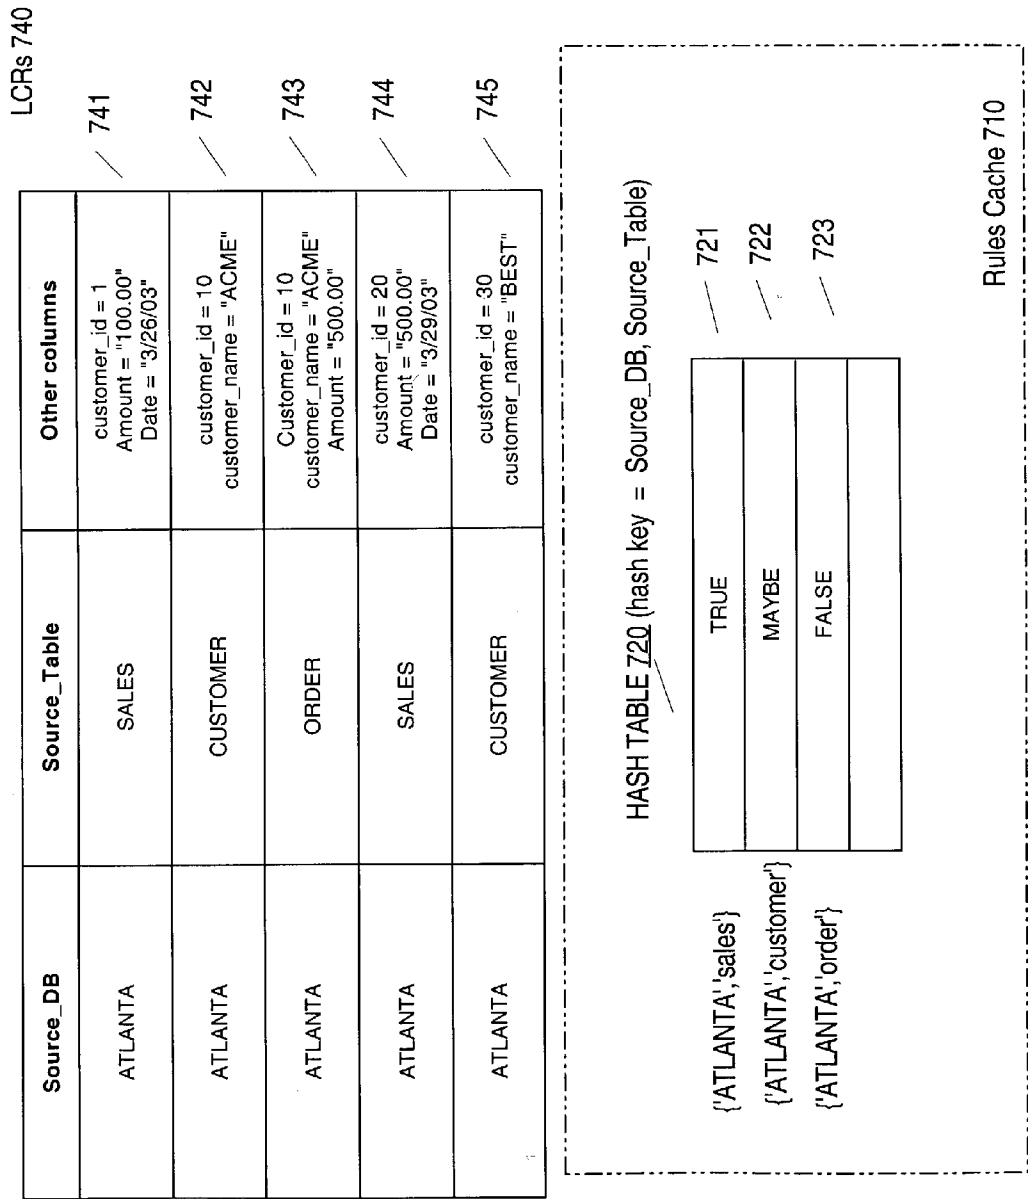 LCRs 740
Source_DB Source_Table Other columns
ATLANTA SALES customer_id = 1
Amount = "100.00"
Date = "3/26/03"
741
ATLANTA CUSTOMER customer_id = 10
customer_name = "ACME"
742
ATLANTA ORDER Customer_id = 10
customer_name = "ACME"
Amount = "500.00"
743
ATLANTA SALES customer_id = 20
Amount = "500.00"
Date = "3/29/03"
744
ATLANTA CUSTOMER customer_id = 30
customer_name = "BEST"
745
HASH TABLE 720 (hash key = Source_DB, Source_Table)
{'ATLANTA','sales'} TRUE 721
{'ATLANTA','customer'} MAYBE 722
{'ATLANTA','order'} FALSE 723
Rules Cache 710